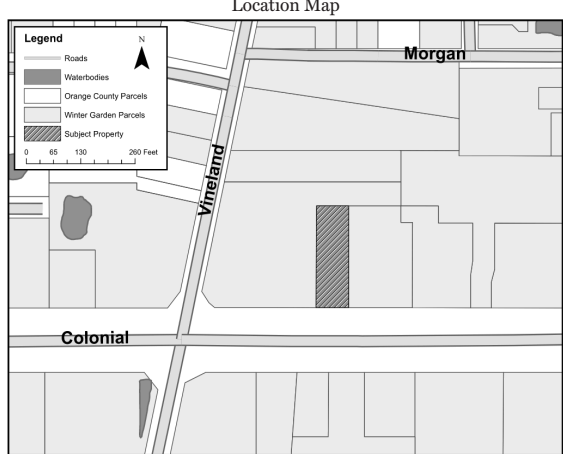 Location Map
Legend
N
Roads
Waterbodies
Orange County Parcels
Winter Garden Parcels
Subject Property
0 65 130 260 Feet
Morgan
Vineland
Colonial